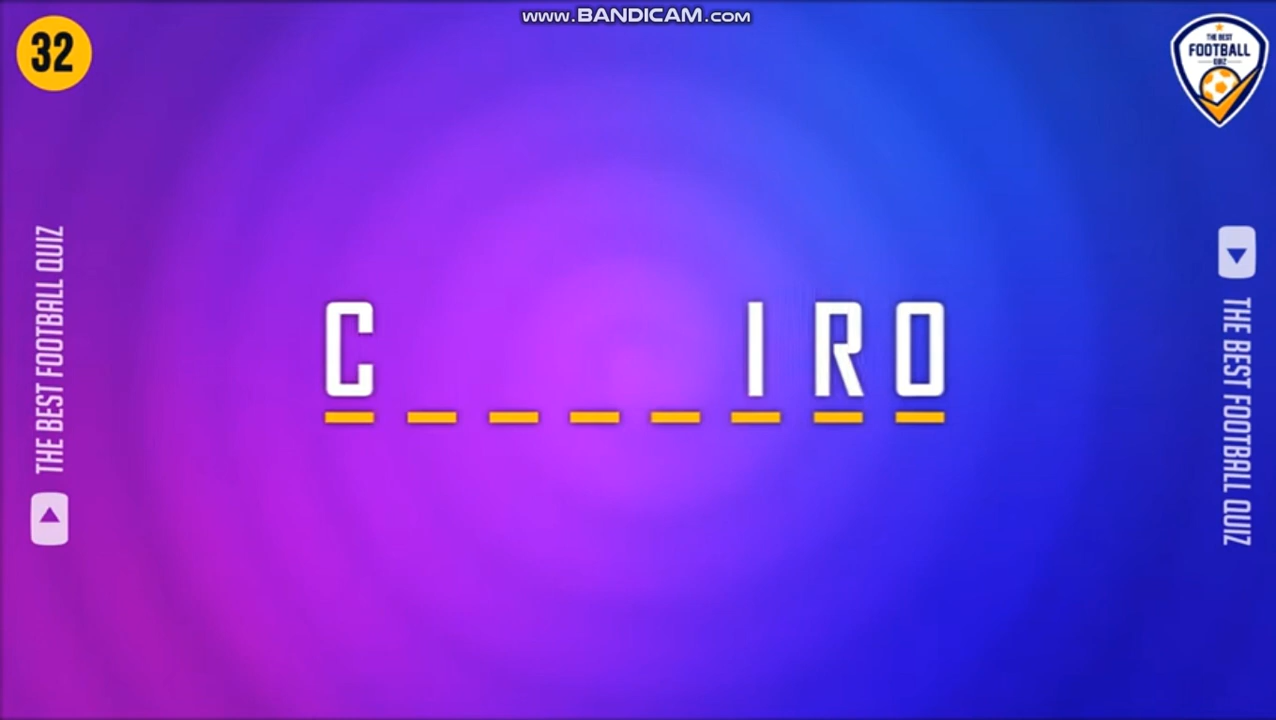 www.BANDICAM.com
32
THE BEST
FOOTBALL
QUIZ
THE BEST FOOTBALL QUIZ
C _ _ _ _ I R O
THE BEST FOOTBALL QUIZ